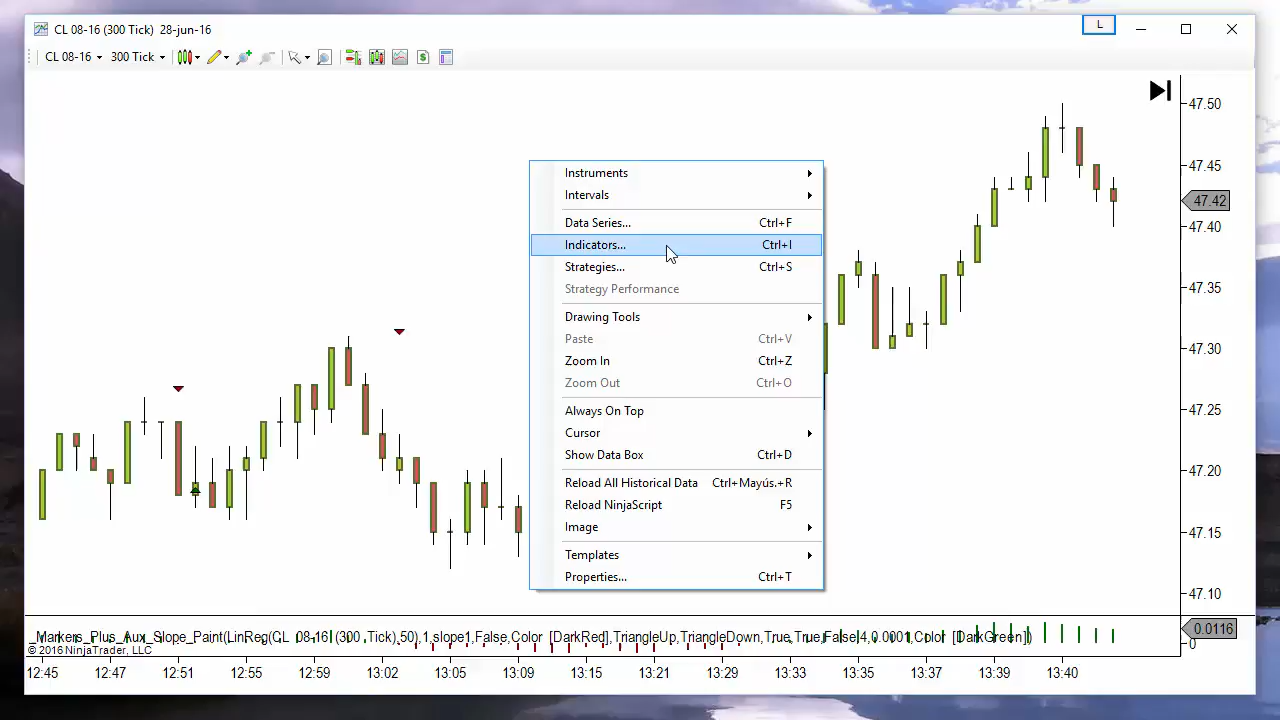 CL 08-16 (300 Tick) 28-jun-16
L
CL 08-16 300 Tick
47.50
47.45
47.42
47.40
47.35
47.30
47.25
47.20
47.15
47.10
Instruments
Intervals
Data Series... Ctrl+F
Indicators... Ctrl+I
Strategies... Ctrl+S
Strategy Performance
Drawing Tools
Paste Ctrl+V
Zoom In Ctrl+Z
Zoom Out Ctrl+O
Always On Top
Cursor
Show Data Box Ctrl+D
Reload All Historical Data Ctrl+Mayús.+R
Reload NinjaScript F5
Image
Templates
Properties... Ctrl+T
_Markers_Plus_Aux_Slope_Paint(LinReg(CL 08-16 (300 Tick),50),1,slope1,False,Color [DarkRed],TriangleUp,TriangleDown,True,True,False,4,0.0001,Color [DarkGreen])
0.0116
0
© 2016 NinjaTrader, LLC
12:45 12:47 12:51 12:55 12:59 13:02 13:05 13:09 13:15 13:21 13:29 13:33 13:35 13:37 13:39 13:40